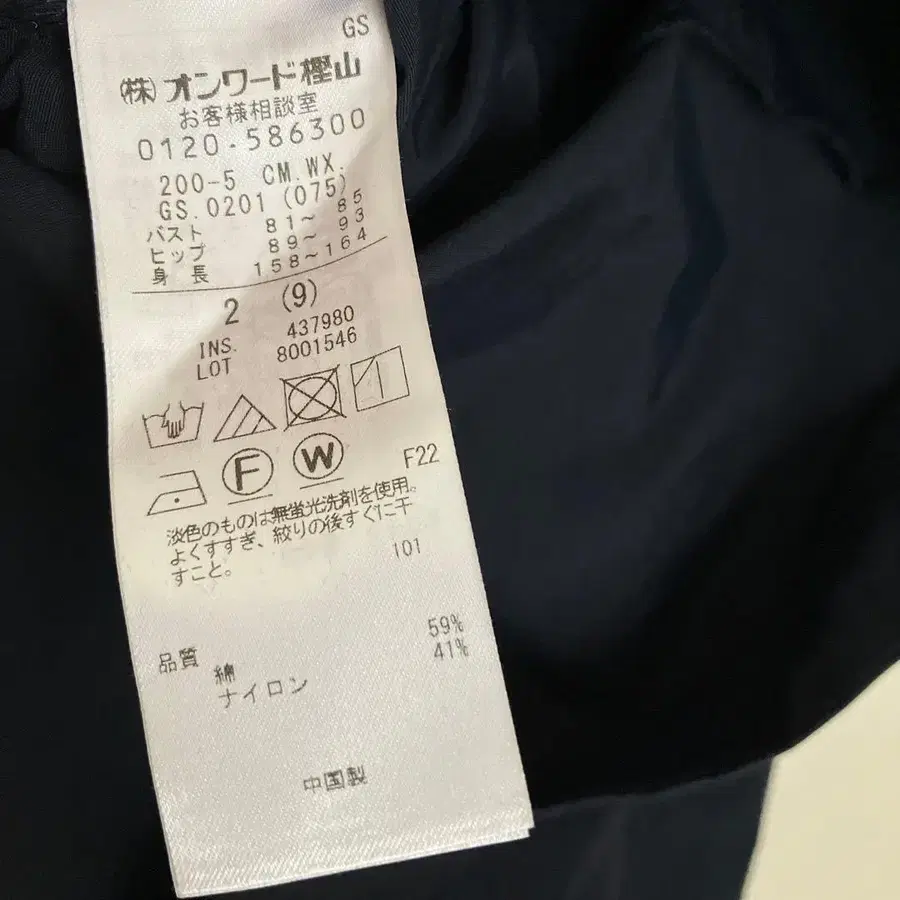 GS
㈱オンワード樫山
お客様相談室
0120-586300
200-5 CM.WX.
GS.0201 (075)
バスト 81~ 85
ヒップ 89~ 93
身 長 158~164
2 (9)
INS. 437980
LOT 8001546
F W
F22
淡色のものは無蛍光洗剤を使用。
よくすすぎ、絞りの後すぐに干
すこと。
101
品質 綿 59%
ナイロン 41%
中国製